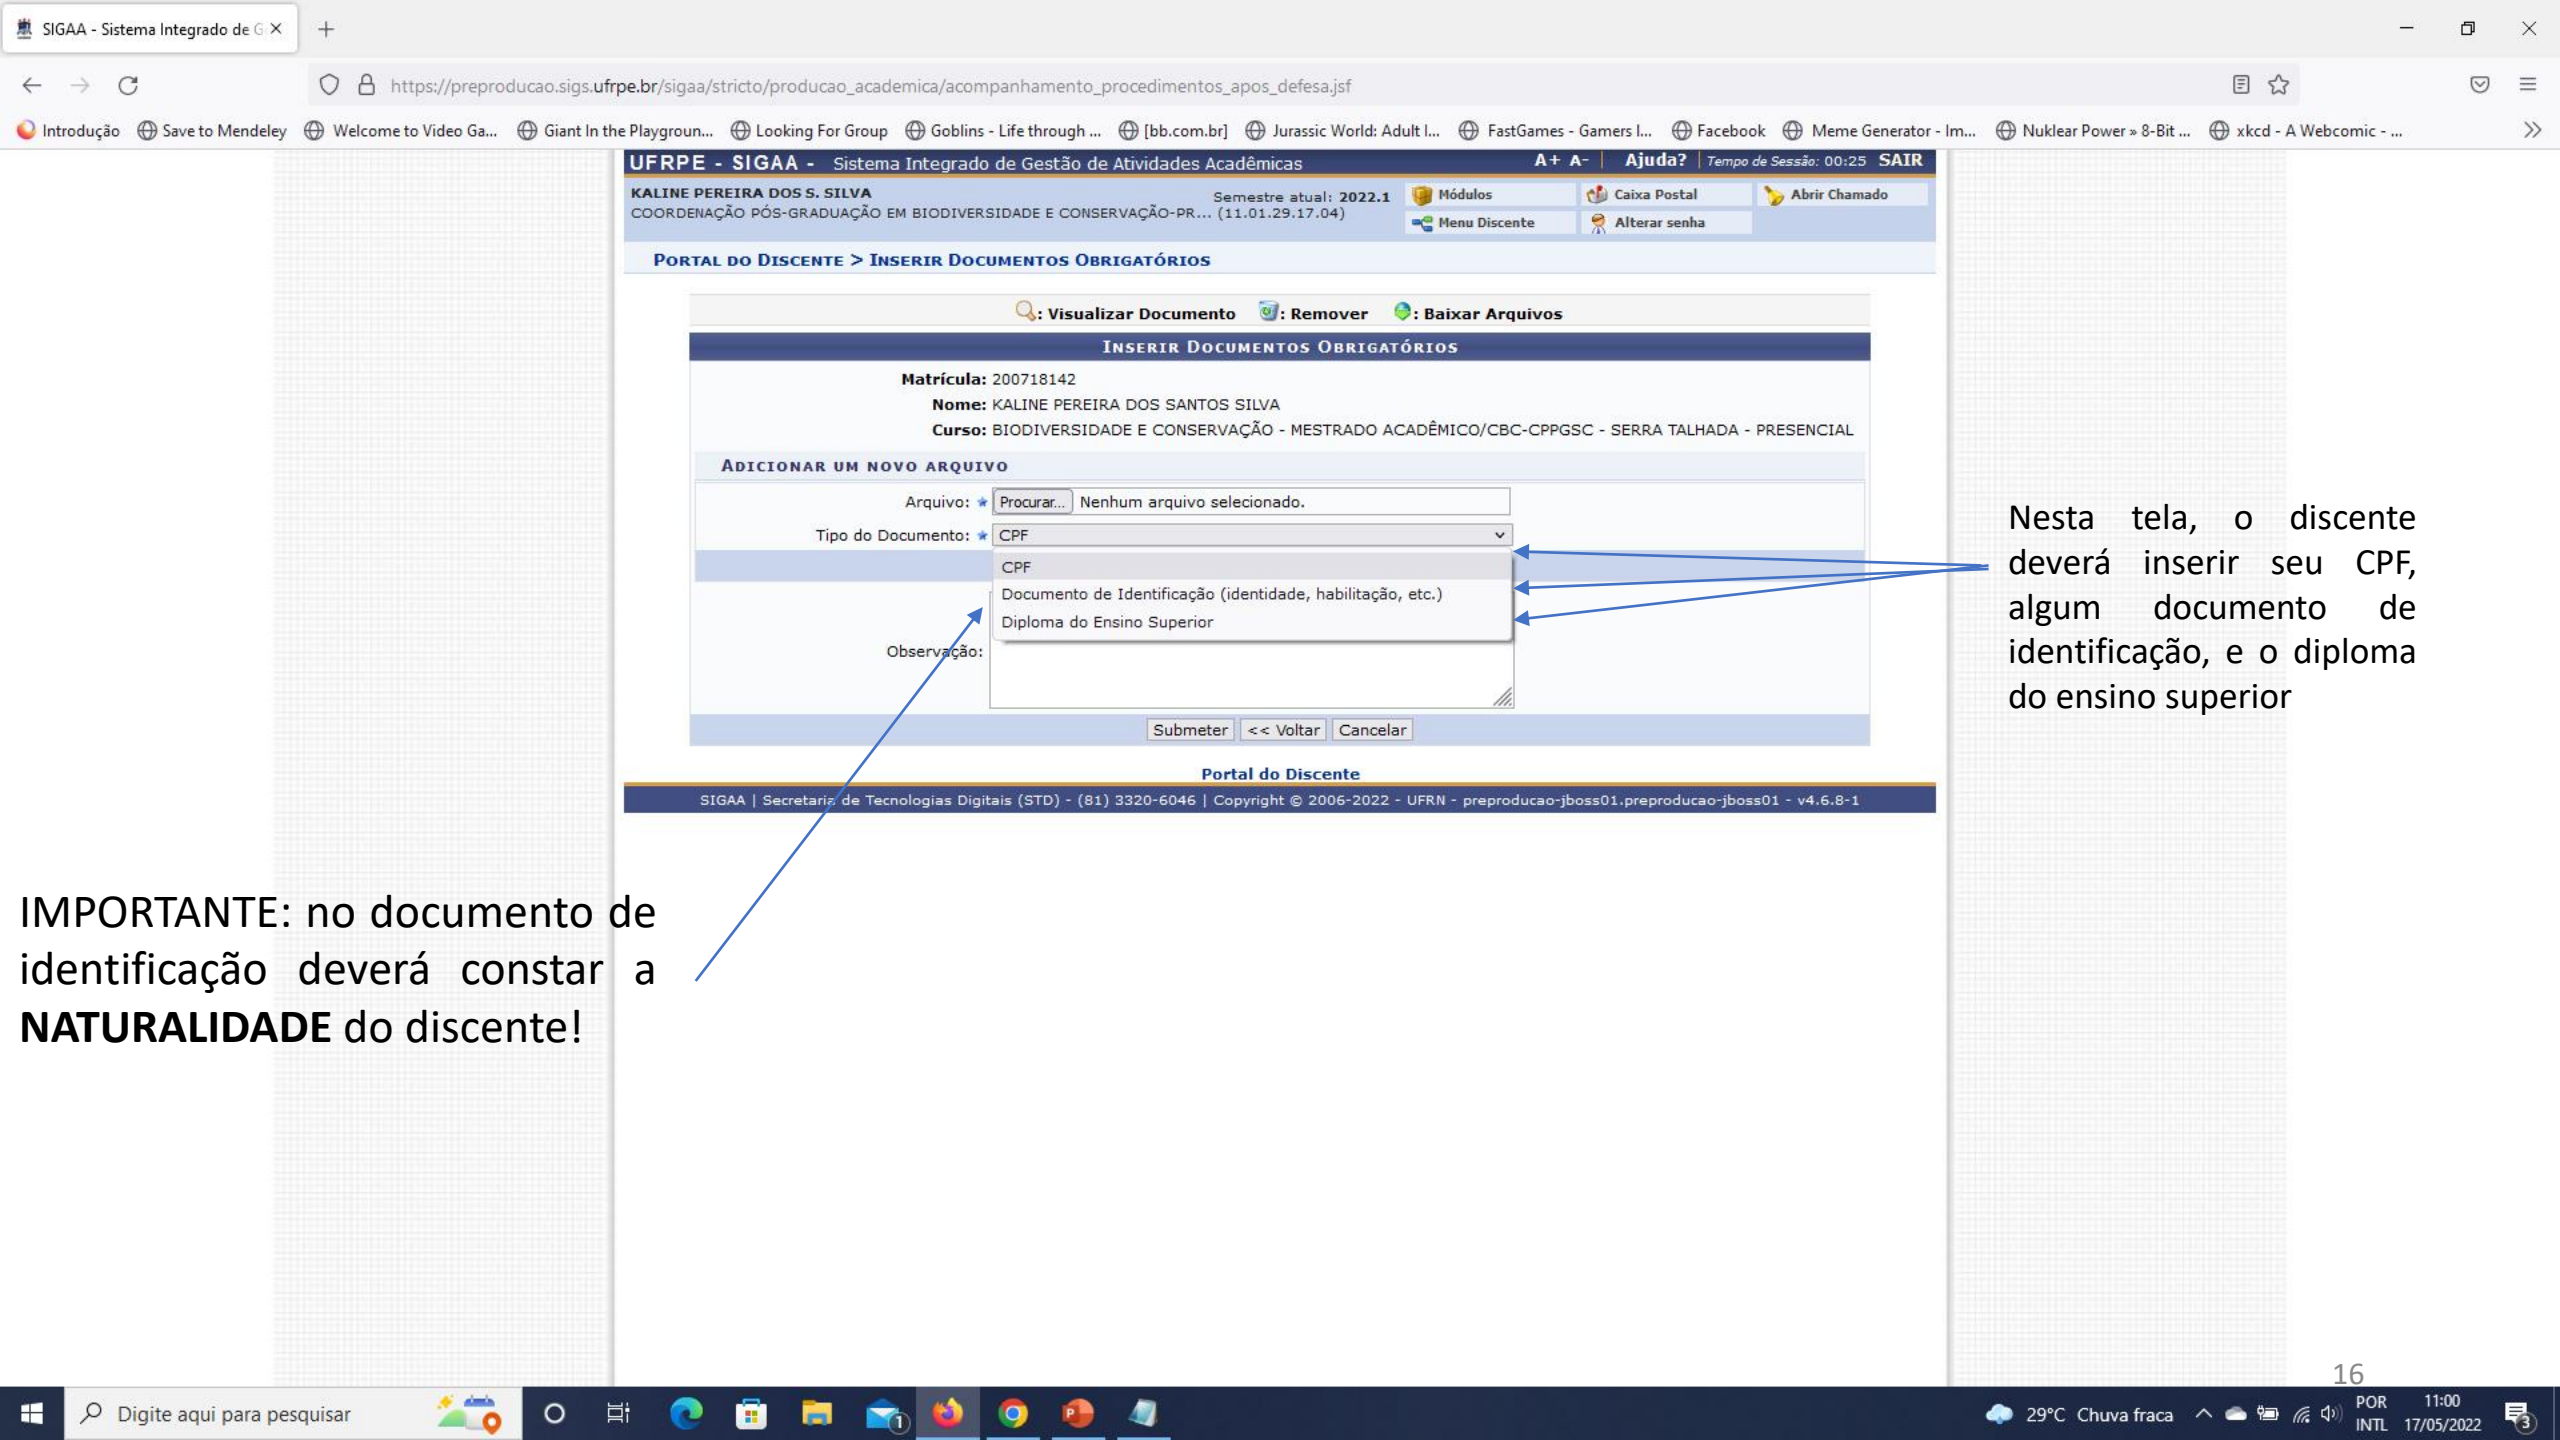 SIGAA - Sistema Integrado de G
https://preproducao.sigs.ufrpe.br/sigaa/stricto/producao_academica/acompanhamento_procedimentos_apos_defesa.jsf
Introdução Save to Mendeley Welcome to Video Ga... Giant In the Playgroun... Looking For Group Goblins - Life through ... [bb.com.br] Jurassic World: Adult I... FastGames - Gamers I... Facebook Meme Generator - Im... Nuklear Power » 8-Bit ... xkcd - A Webcomic - ...
UFRPE - SIGAA - Sistema Integrado de Gestão de Atividades Acadêmicas A+ A- | Ajuda? | Tempo de Sessão: 00:25 SAIR
KALINE PEREIRA DOS S. SILVA Semestre atual: 2022.1 Módulos Caixa Postal Abrir Chamado
COORDENAÇÃO PÓS-GRADUAÇÃO EM BIODIVERSIDADE E CONSERVAÇÃO-PR... (11.01.29.17.04) Menu Discente Alterar senha
PORTAL DO DISCENTE > INSERIR DOCUMENTOS OBRIGATÓRIOS
: Visualizar Documento : Remover : Baixar Arquivos
INSERIR DOCUMENTOS OBRIGATÓRIOS
Matrícula: 200718142
Nome: KALINE PEREIRA DOS SANTOS SILVA
Curso: BIODIVERSIDADE E CONSERVAÇÃO - MESTRADO ACADÊMICO/CBC-CPPGSC - SERRA TALHADA - PRESENCIAL
ADICIONAR UM NOVO ARQUIVO
Arquivo: Procurar... Nenhum arquivo selecionado.
Tipo do Documento: CPF
CPF
Documento de Identificação (identidade, habilitação, etc.)
Diploma do Ensino Superior
Observação:
Submeter << Voltar Cancelar
Portal do Discente
SIGAA | Secretaria de Tecnologias Digitais (STD) - (81) 3320-6046 | Copyright © 2006-2022 - UFRN - preproducao-jboss01.preproducao-jboss01 - v4.6.8-1
Nesta tela, o discente
deverá inserir seu CPF,
algum documento de
identificação, e o diploma
do ensino superior
IMPORTANTE: no documento de
identificação deverá constar a
NATURALIDADE do discente!
16
Digite aqui para pesquisar
1
29°C Chuva fraca
POR
INTL
11:00
17/05/2022
3